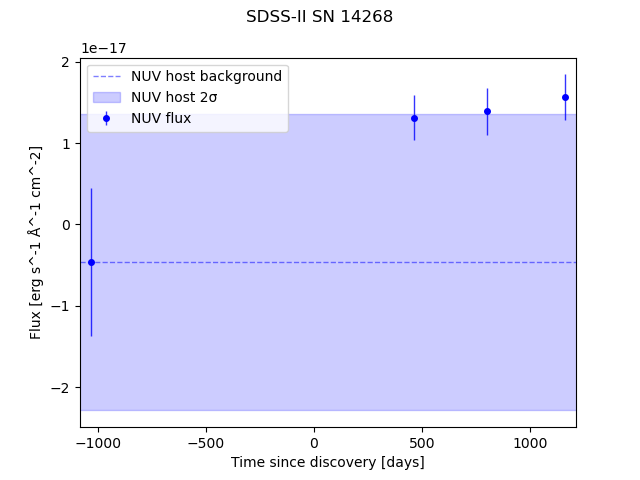 SDSS-II SN 14268
1e−17
NUV host background
NUV host 2σ
NUV flux
2
1
0
−1
−2
Flux [erg s^-1 Å^-1 cm^-2]
−1000 −500 0 500 1000
Time since discovery [days]